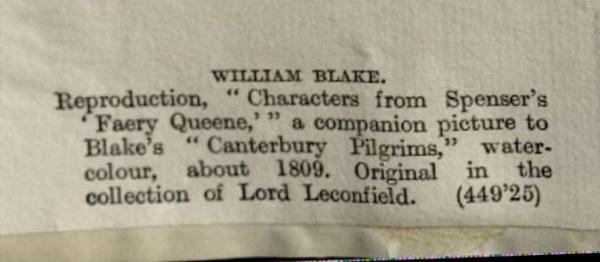 WILLIAM BLAKE.
Reproduction, "Characters from Spenser's
'Faery Queene,'" a companion picture to
Blake's "Canterbury Pilgrims," water-
colour, about 1809. Original in the
collection of Lord Leconfield. (449'25)